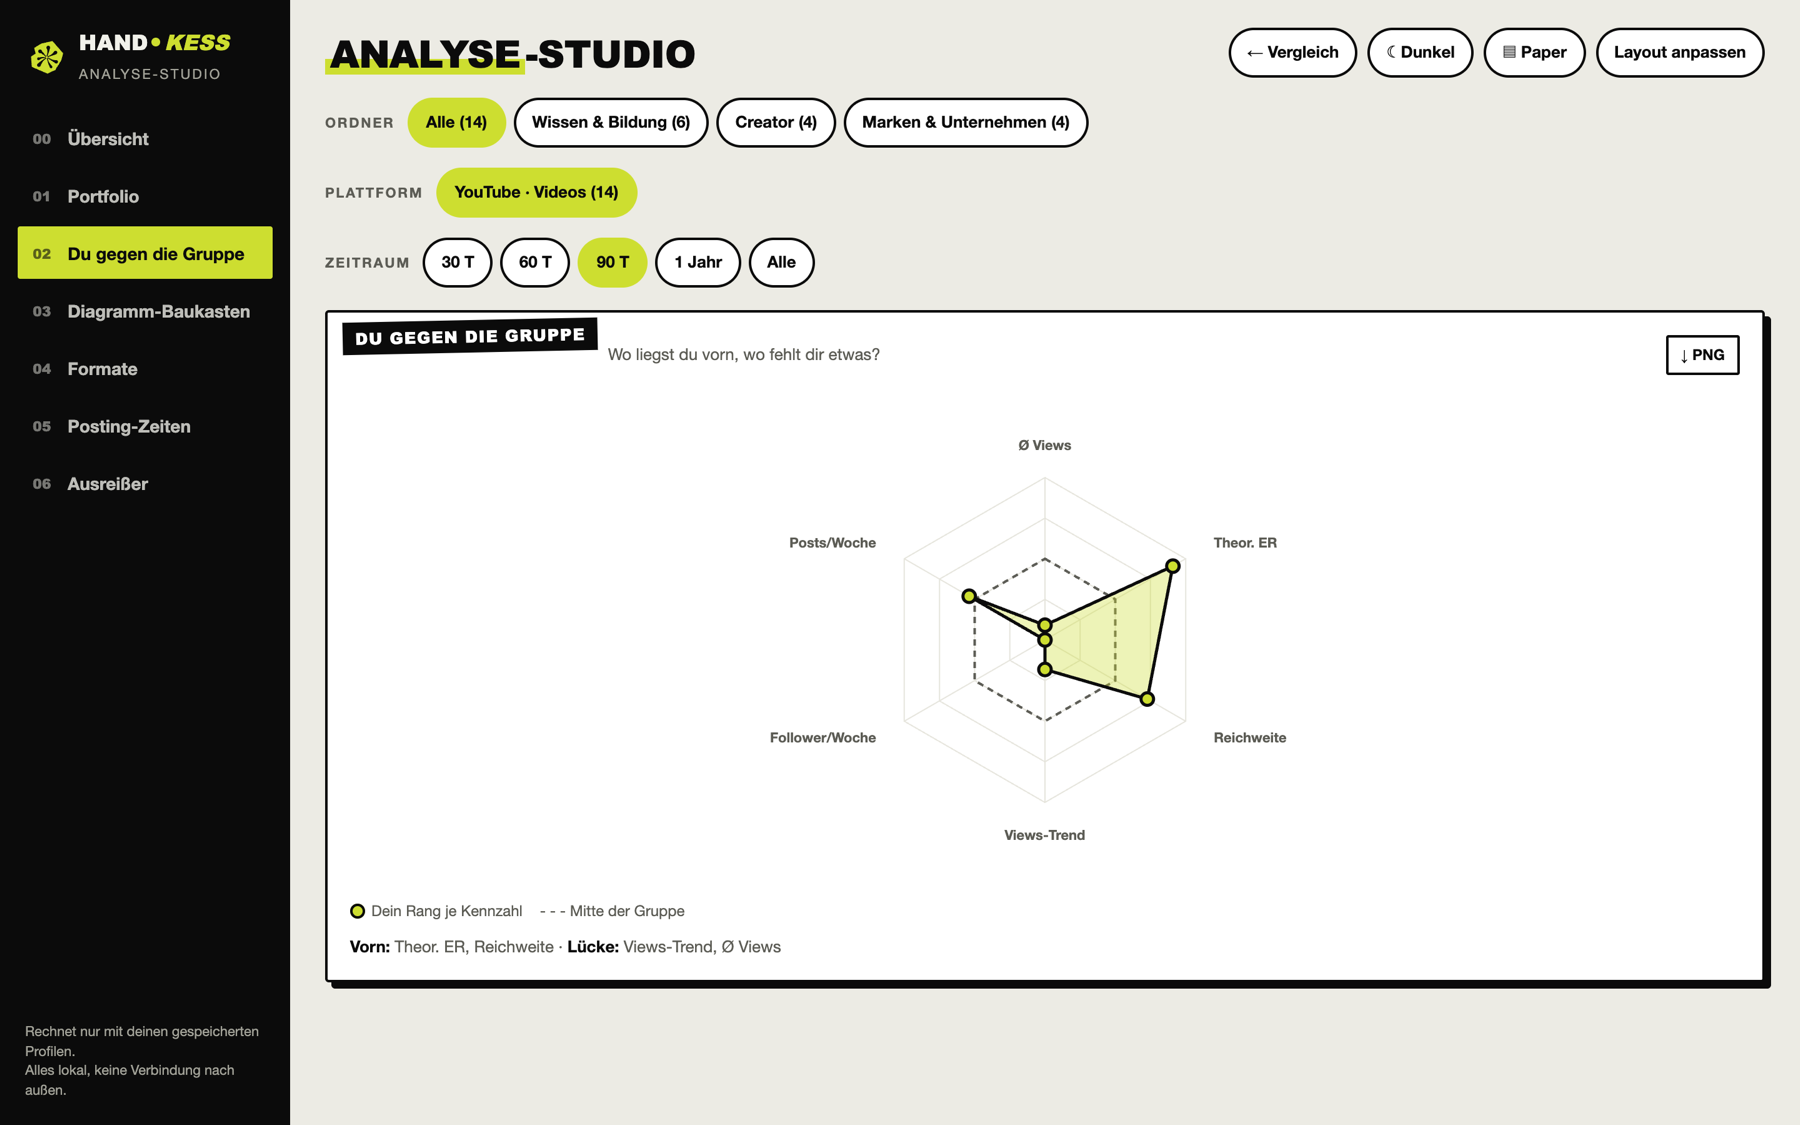 HAND•KESS
ANALYSE-STUDIO
00 Übersicht
01 Portfolio
02 Du gegen die Gruppe
03 Diagramm-Baukasten
04 Formate
05 Posting-Zeiten
06 Ausreißer
Rechnet nur mit deinen gespeicherten
Profilen.
Alles lokal, keine Verbindung nach
außen.
ANALYSE-STUDIO
← Vergleich
☾ Dunkel
▤ Paper
Layout anpassen
ORDNER Alle (14) Wissen & Bildung (6) Creator (4) Marken & Unternehmen (4)
PLATTFORM YouTube · Videos (14)
ZEITRAUM 30 T 60 T 90 T 1 Jahr Alle
DU GEGEN DIE GRUPPE
Wo liegst du vorn, wo fehlt dir etwas?
↓ PNG
Ø Views
Posts/Woche
Theor. ER
Follower/Woche
Reichweite
Views-Trend
Dein Rang je Kennzahl - - - Mitte der Gruppe
Vorn: Theor. ER, Reichweite · Lücke: Views-Trend, Ø Views